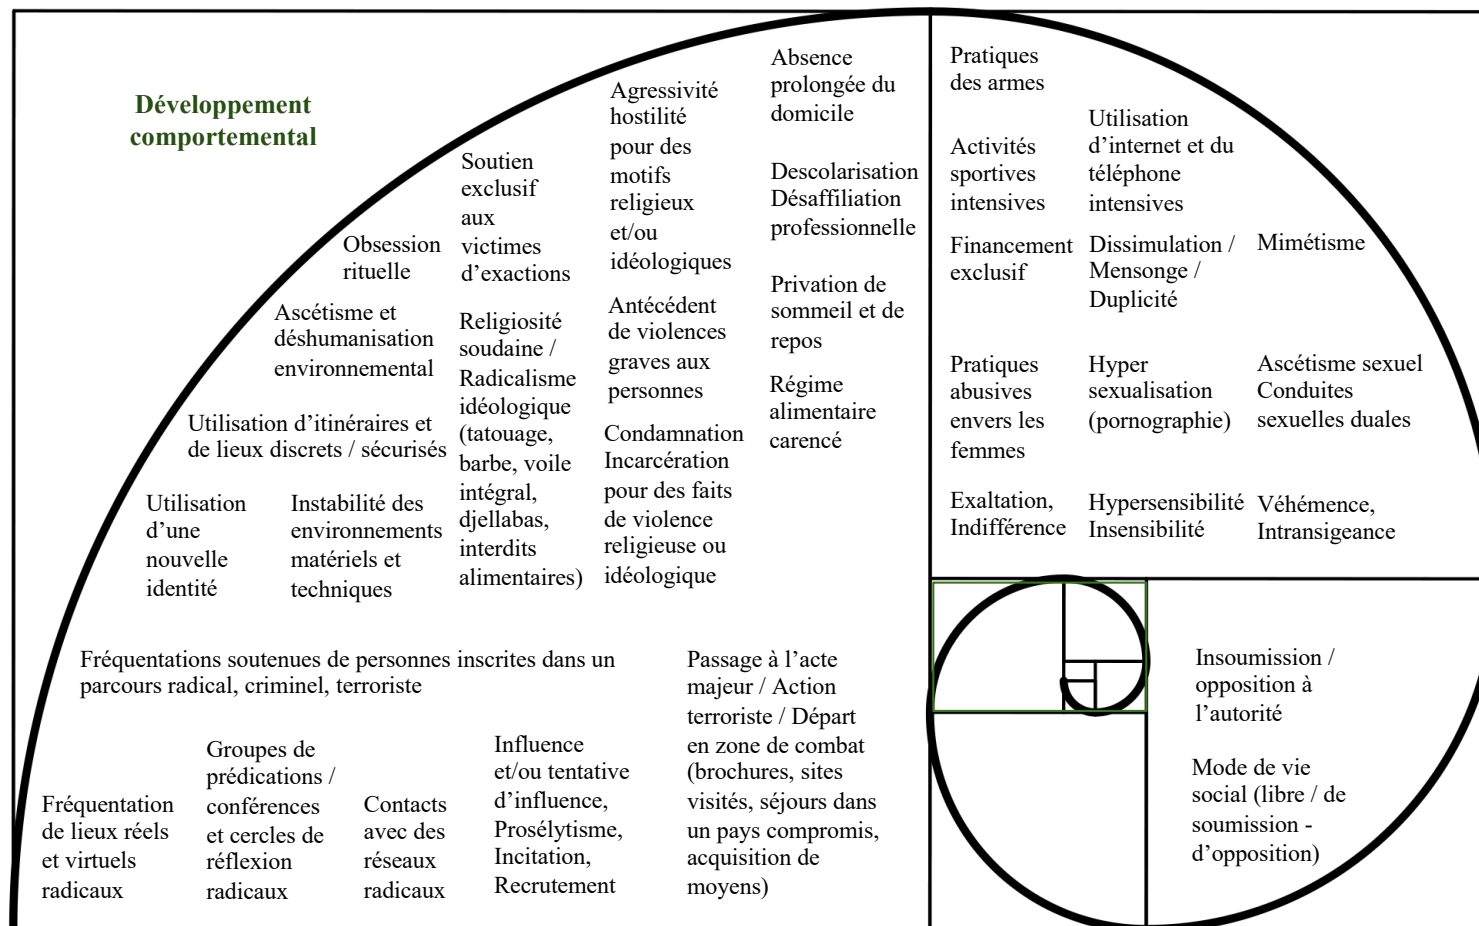 Développement
comportemental
Obsession
rituelle
Ascétisme et
déshumanisation
environnemental
Utilisation d’itinéraires et
de lieux discrets / sécurisés
Utilisation
d’une
nouvelle
identité
Instabilité des
environnements
matériels et
techniques
Soutien
exclusif
aux
victimes
d’exactions
Religiosité
soudaine /
Radicalisme
idéologique
(tatouage,
barbe, voile
intégral,
djellabas,
interdits
alimentaires)
Agressivité
hostilité
pour des
motifs
religieux
et/ou
idéologiques
Antécédent
de violences
graves aux
personnes
Condamnation
Incarcération
pour des faits
de violence
religieuse ou
idéologique
Absence
prolongée du
domicile
Descolarisation
Désaffiliation
professionnelle
Privation de
sommeil et de
repos
Régime
alimentaire
carencé
Fréquentations soutenues de personnes inscrites dans un
parcours radical, criminel, terroriste
Fréquentation
de lieux réels
et virtuels
radicaux
Groupes de
prédications /
conférences
et cercles de
réflexion
radicaux
Contacts
avec des
réseaux
radicaux
Influence
et/ou tentative
d’influence,
Prosélytisme,
Incitation,
Recrutement
Passage à l’acte
majeur / Action
terroriste / Départ
en zone de combat
(brochures, sites
visités, séjours dans
un pays compromis,
acquisition de
moyens)
Pratiques
des armes
Activités
sportives
intensives
Utilisation
d’internet et du
téléphone
intensives
Financement
exclusif
Dissimulation /
Mensonge /
Duplicité
Mimétisme
Pratiques
abusives
envers les
femmes
Hyper
sexualisation
(pornographie)
Ascétisme sexuel
Conduites
sexuelles duales
Exaltation,
Indifférence
Hypersensibilité
Insensibilité
Véhémence,
Intransigeance
Insoumission /
opposition à
l’autorité
Mode de vie
social (libre / de
soumission -
d’opposition)